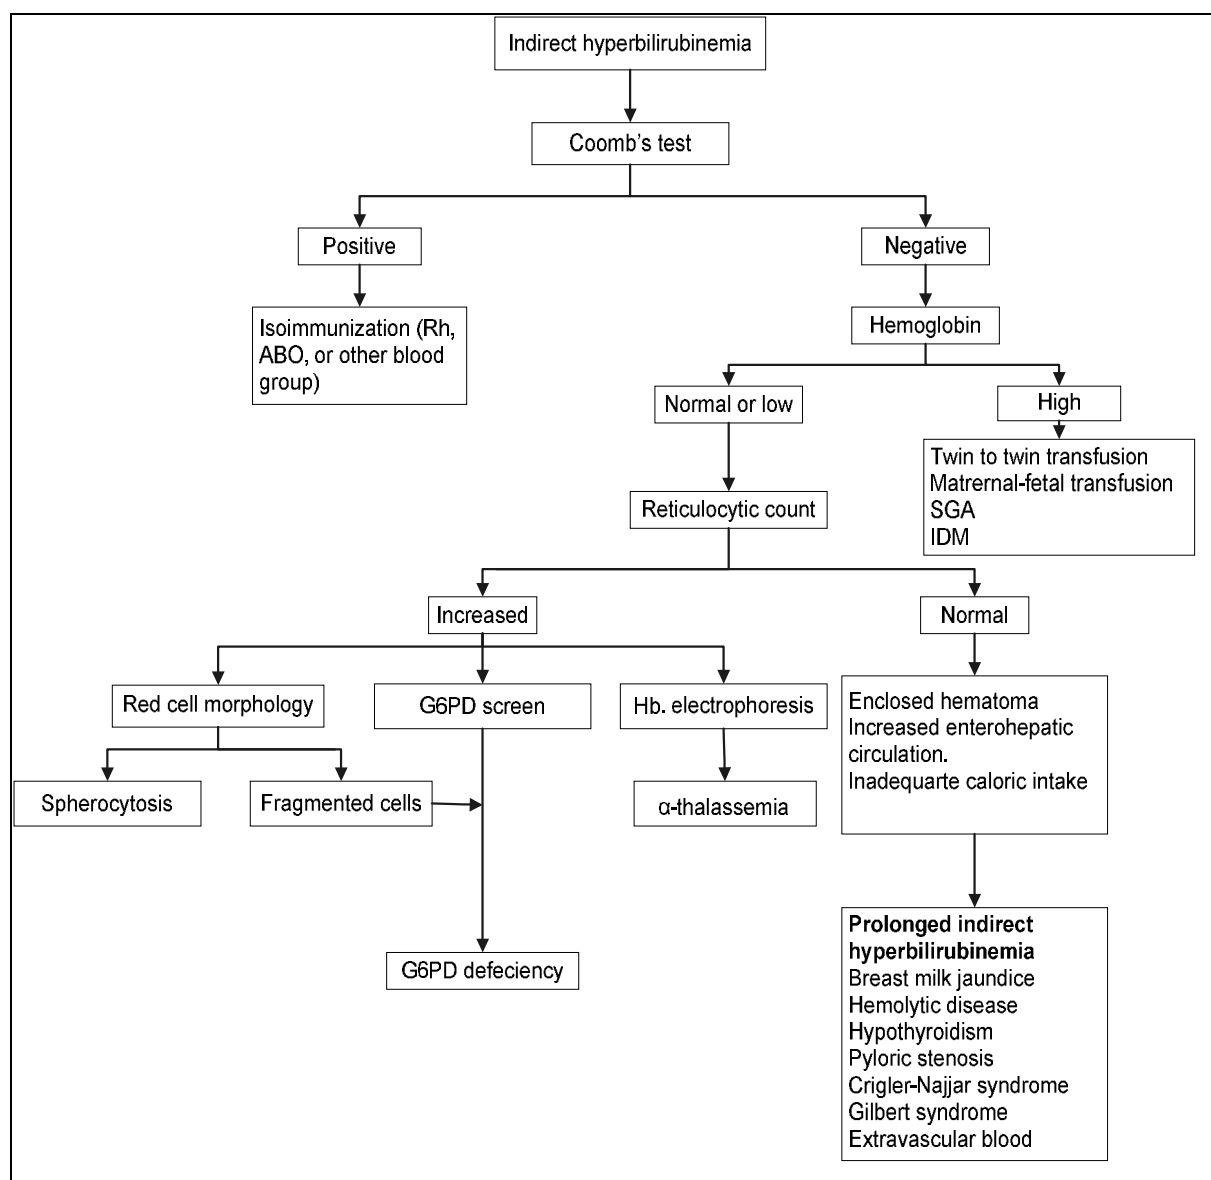 Indirect hyperbilirubinemia
Coomb's test
Positive
Negative
Isoimmunization (Rh,
ABO, or other blood
group)
Hemoglobin
Normal or low
High
Twin to twin transfusion
Matrernal-fetal transfusion
SGA
IDM
Reticulocytic count
Increased
Normal
Red cell morphology
G6PD screen
Hb. electrophoresis
Enclosed hematoma
Increased enterohepatic
circulation.
Inadequarte caloric intake
Spherocytosis
Fragmented cells
α-thalassemia
G6PD defeciency
Prolonged indirect
hyperbilirubinemia
Breast milk jaundice
Hemolytic disease
Hypothyroidism
Pyloric stenosis
Crigler-Najjar syndrome
Gilbert syndrome
Extravascular blood